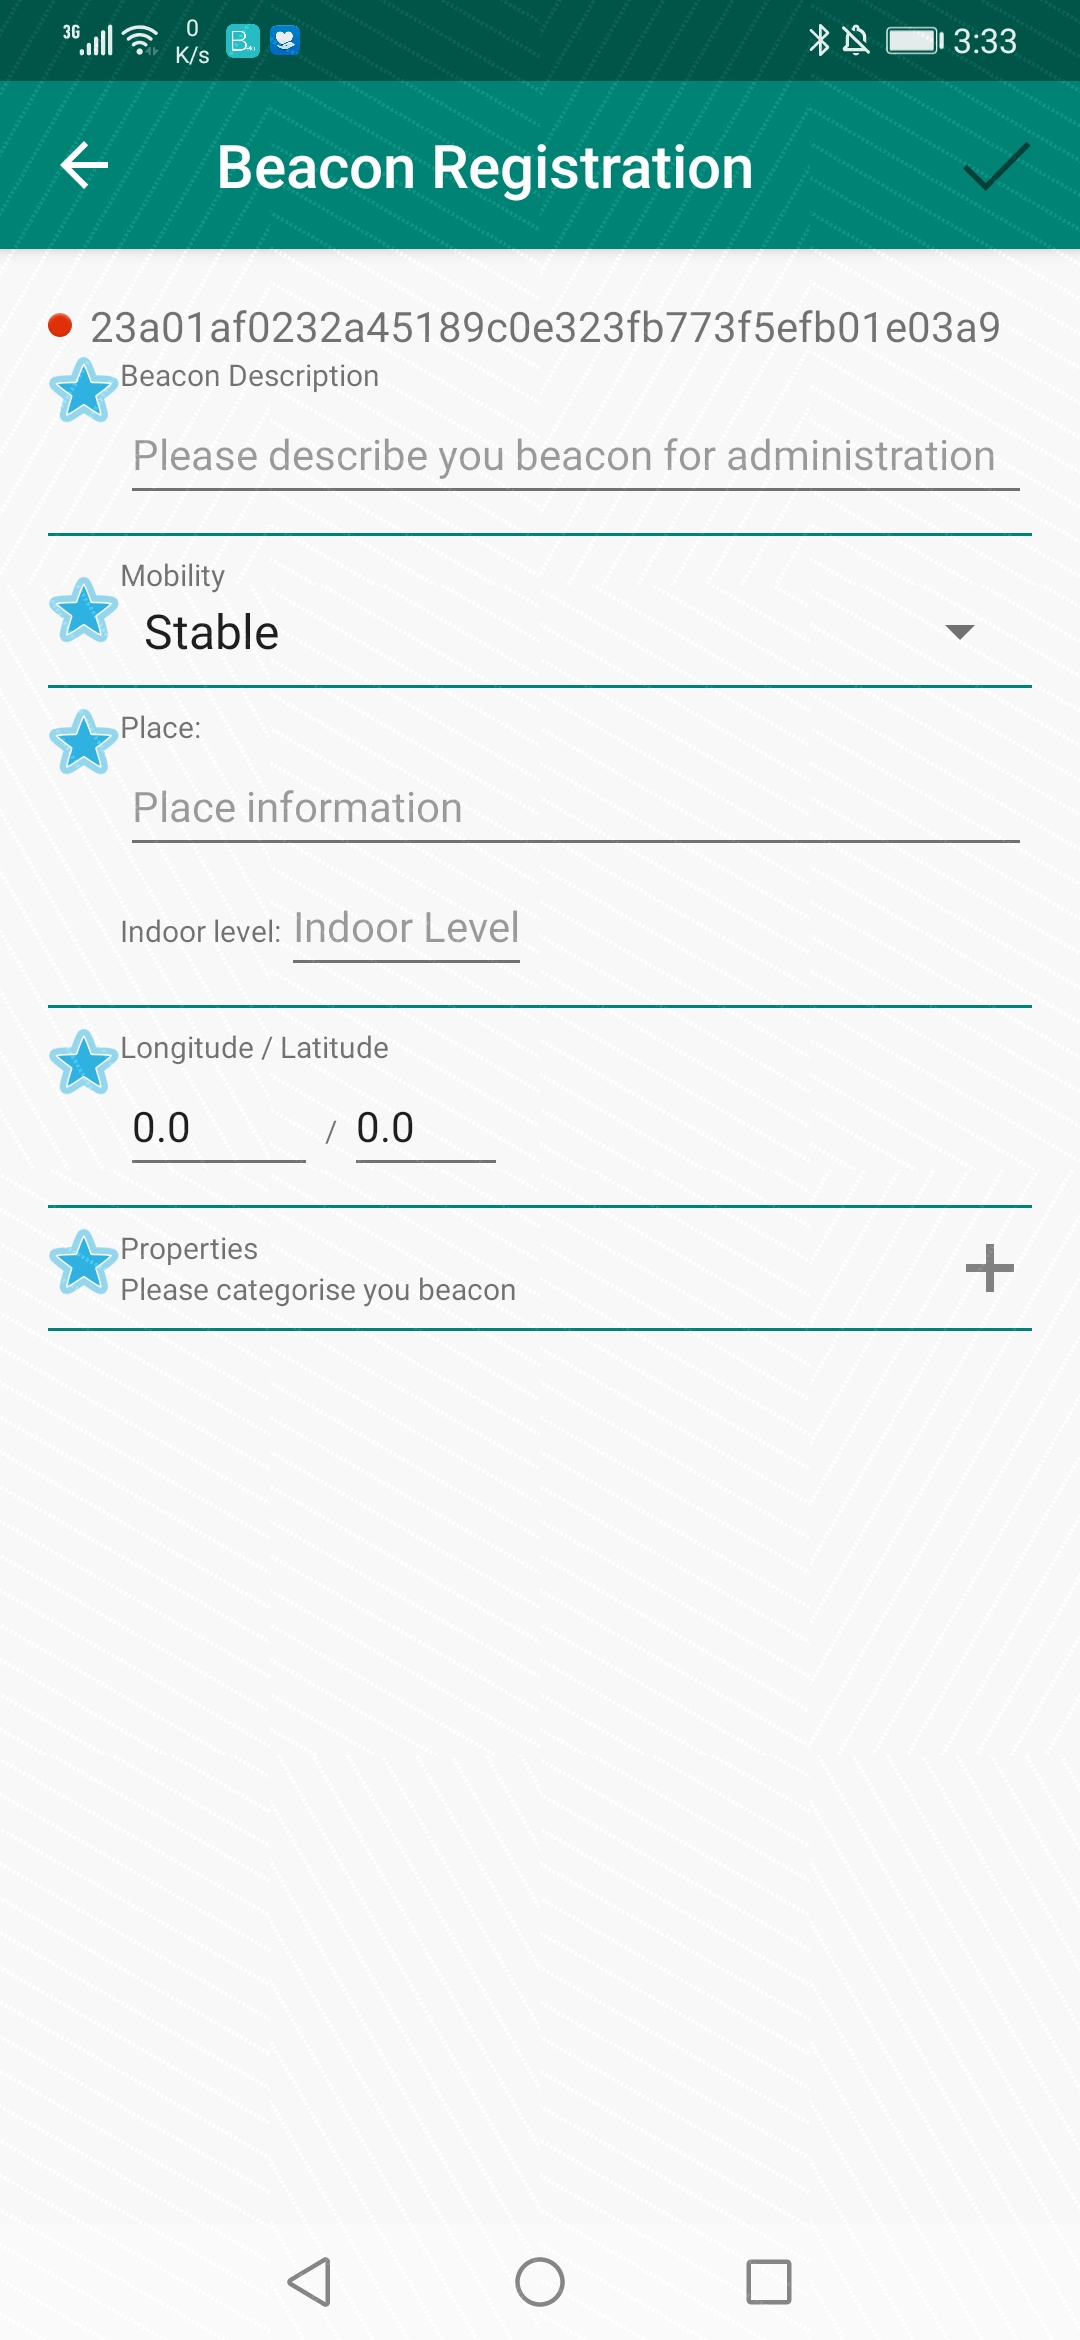 3G 0 K/s B 3:33
Beacon Registration
23a01af0232a45189c0e323fb773f5efb01e03a9
Beacon Description
Please describe you beacon for administration
Mobility
Stable
Place:
Place information
Indoor level: Indoor Level
Longitude / Latitude
0.0 / 0.0
Properties
Please categorise you beacon